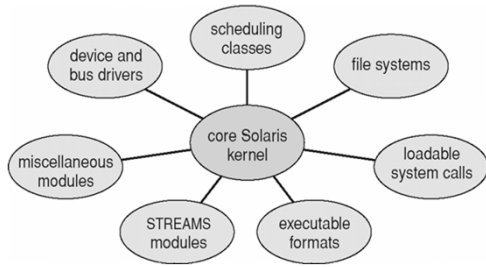 scheduling
classes
device and
bus drivers
file systems
core Solaris
kernel
miscellaneous
modules
loadable
system calls
STREAMS
modules
executable
formats